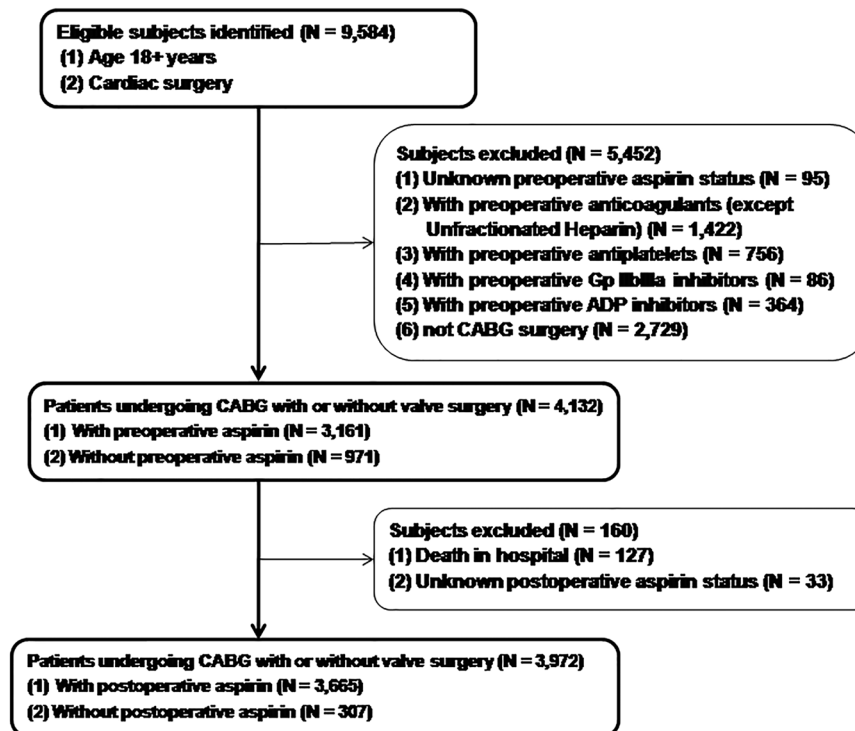 Eligible subjects identified (N = 9,584)
(1) Age 18+ years
(2) Cardiac surgery
Subjects excluded (N = 5,452)
(1) Unknown preoperative aspirin status (N = 95)
(2) With preoperative anticoagulants (except
Unfractionated Heparin) (N = 1,422)
(3) With preoperative antiplatelets (N = 756)
(4) With preoperative Gp IIbIIIa inhibitors (N = 86)
(5) With preoperative ADP inhibitors (N = 364)
(6) not CABG surgery (N = 2,729)
Patients undergoing CABG with or without valve surgery (N = 4,132)
(1) With preoperative aspirin (N = 3,161)
(2) Without preoperative aspirin (N = 971)
Subjects excluded (N = 160)
(1) Death in hospital (N = 127)
(2) Unknown postoperative aspirin status (N = 33)
Patients undergoing CABG with or without valve surgery (N = 3,972)
(1) With postoperative aspirin (N = 3,665)
(2) Without postoperative aspirin (N = 307)